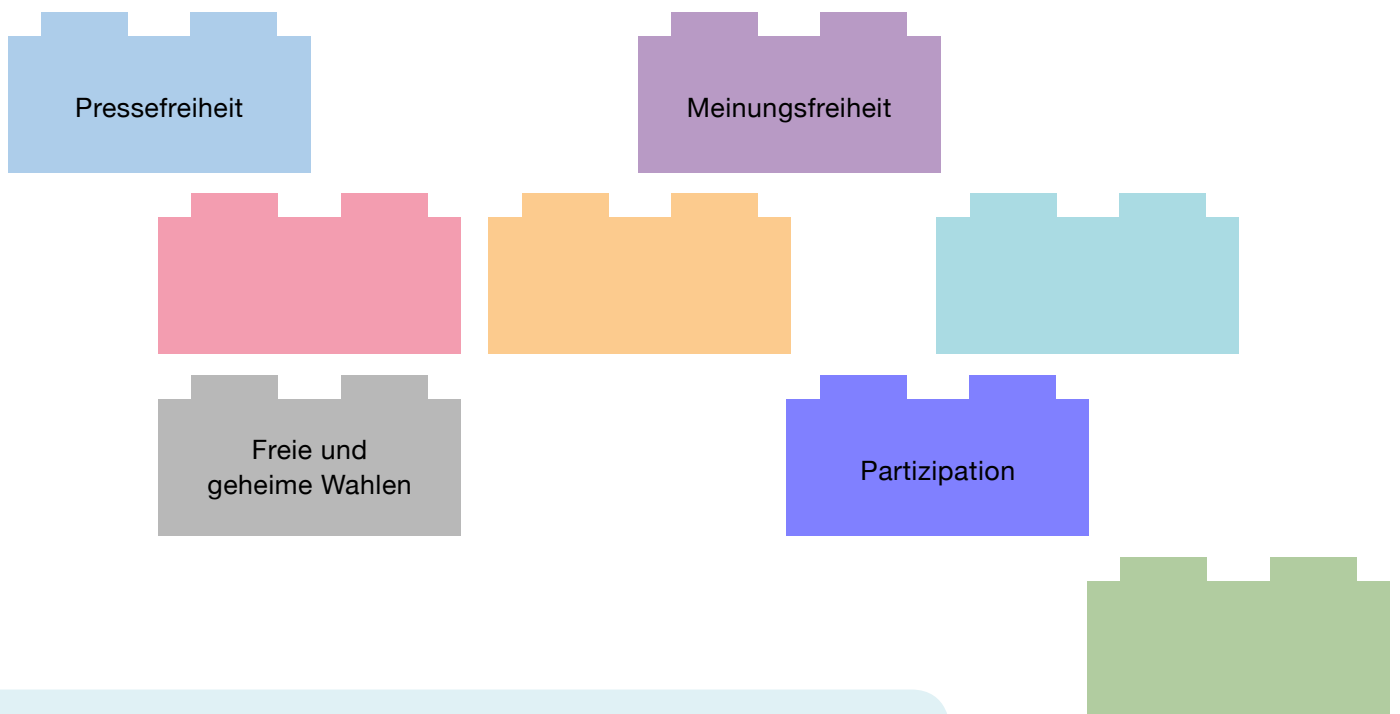 Pressefreiheit
Meinungsfreiheit
Freie und
geheime Wahlen
Partizipation